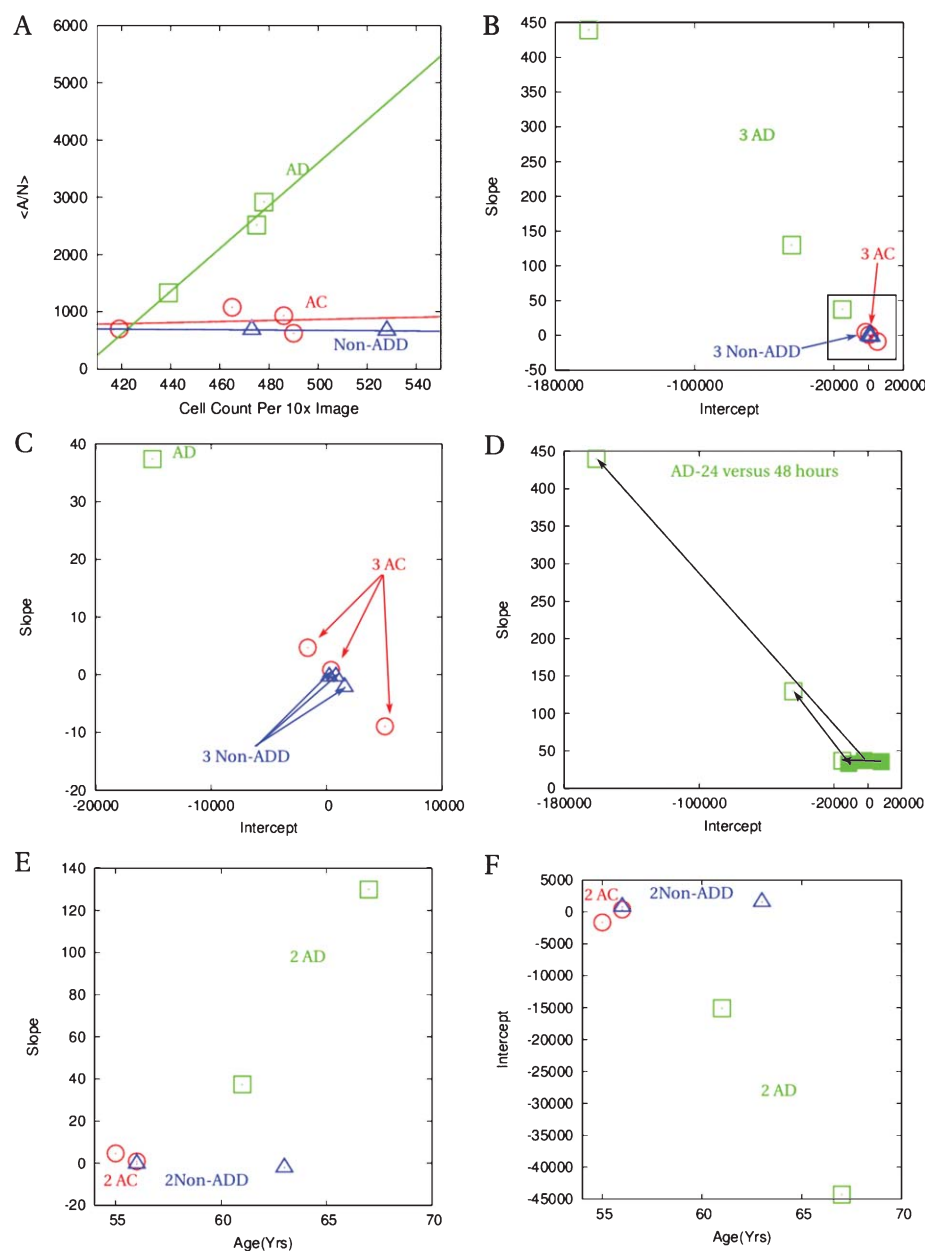 A
6000
5000
4000
3000
2000
1000
0
<A/N>
AD
AC
Non-ADD
420 440 460 480 500 520 540
Cell Count Per 10x Image
B
450
400
350
300
250
200
150
100
50
0
-50
Slope
3 AD
3 AC
3 Non-ADD
-180000 -100000 -20000 0 20000
Intercept
C
40
30
20
10
0
-10
-20
Slope
AD
3 AC
3 Non-ADD
-20000 -10000 0 10000
Intercept
D
450
400
350
300
250
200
150
100
50
0
Slope
AD-24 versus 48 hours
-180000 -100000 -20000 0 20000
Intercept
E
140
120
100
80
60
40
20
0
-20
Slope
2 AD
2 AC
2Non-ADD
55 60 65 70
Age(Yrs)
F
5000
0
-5000
-10000
-15000
-20000
-25000
-30000
-35000
-40000
-45000
Intercept
2 AC
2Non-ADD
2 AD
55 60 65 70
Age(Yrs)